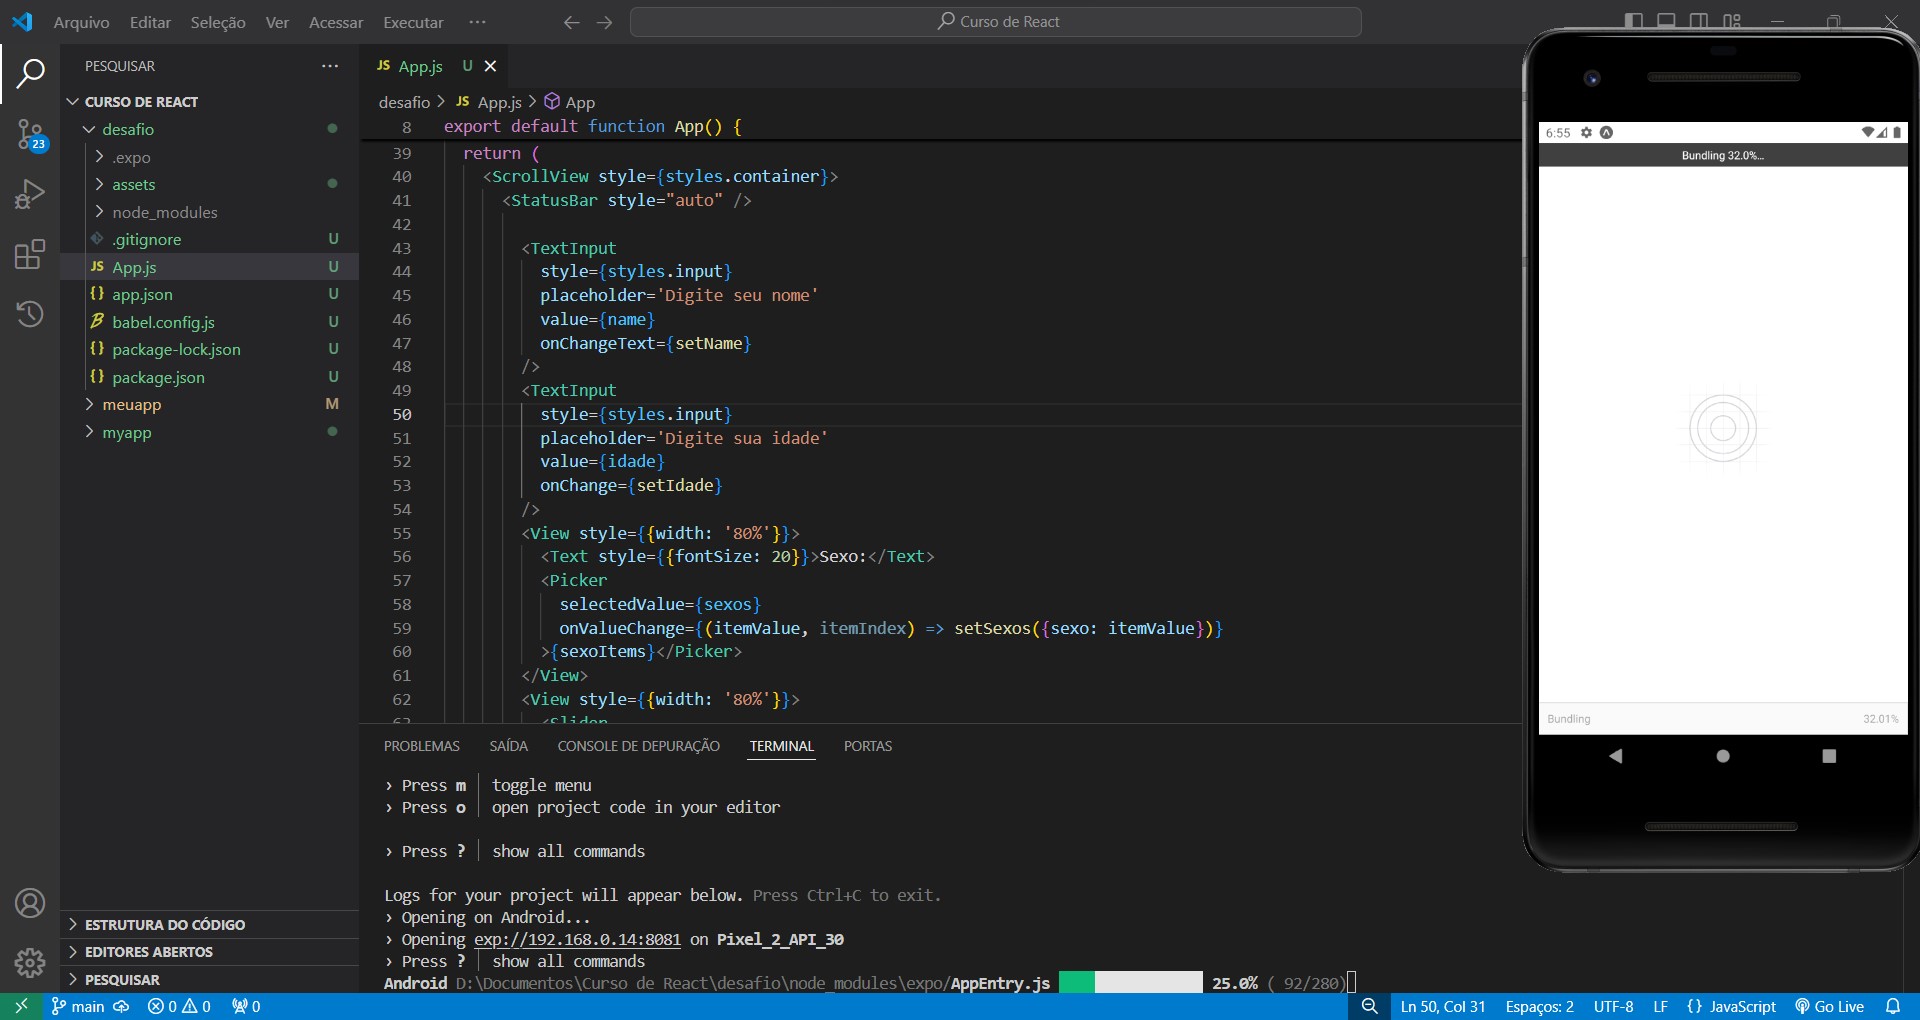 Arquivo Editar Seleção Ver Acessar Executar ··· Curso de React
PESQUISAR ···
CURSO DE REACT
desafio
.expo
assets
node_modules
.gitignore U
JS App.js U
{} app.json U
babel.config.js U
{} package-lock.json U
{} package.json U
meuapp M
myapp
23
ESTRUTURA DO CÓDIGO
EDITORES ABERTOS
PESQUISAR
JS App.js U
desafio > JS App.js > App
8 export default function App() {
39 return (
40 <ScrollView style={styles.container}>
41 <StatusBar style="auto" />
42
43 <TextInput
44 style={styles.input}
45 placeholder='Digite seu nome'
46 value={name}
47 onChangeText={setName}
48 />
49 <TextInput
50 style={styles.input}
51 placeholder='Digite sua idade'
52 value={idade}
53 onChange={setIdade}
54 />
55 <View style={{width: '80%'}}>
56 <Text style={{fontSize: 20}}>Sexo:</Text>
57 <Picker
58 selectedValue={sexos}
59 onValueChange={(itemValue, itemIndex) => setSexos({sexo: itemValue})}
60 >{sexoItems}</Picker>
61 </View>
62 <View style={{width: '80%'}}>
63 <Slider
PROBLEMAS SAÍDA CONSOLE DE DEPURAÇÃO TERMINAL PORTAS
› Press m │ toggle menu
› Press o │ open project code in your editor
› Press ? │ show all commands
Logs for your project will appear below. Press Ctrl+C to exit.
› Opening on Android...
› Opening exp://192.168.0.14:8081 on Pixel_2_API_30
› Press ? │ show all commands
Android D:\Documentos\Curso de React\desafio\node_modules\expo/AppEntry.js 25.0% ( 92/280)
6:55
Bundling 32.0%...
Bundling 32.01%
main 0 0 0 Ln 50, Col 31 Espaços: 2 UTF-8 LF {} JavaScript Go Live